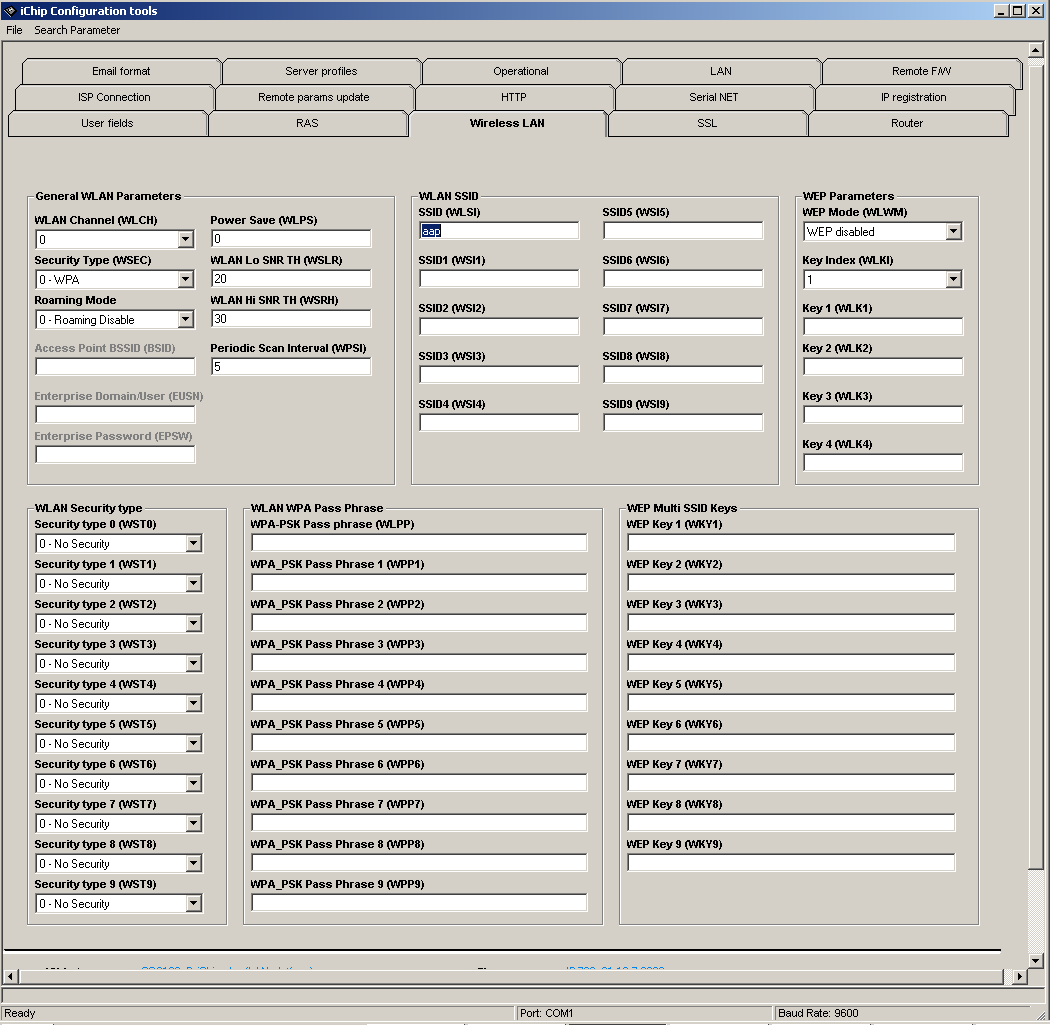 iChip Configuration tools
File Search Parameter
Email format Server profiles Operational LAN Remote F/W
ISP Connection Remote params update HTTP Serial NET IP registration
User fields RAS Wireless LAN SSL Router
General WLAN Parameters
WLAN Channel (WLCH) Power Save (WLPS)
0 0
Security Type (WSEC) WLAN Lo SNR TH (WSLR)
0 - WPA 20
Roaming Mode WLAN Hi SNR TH (WSRH)
0 - Roaming Disable 30
Access Point BSSID (BSID) Periodic Scan Interval (WPSI)
5
Enterprise Domain/User (EUSN)
Enterprise Password (EPSW)
WLAN SSID
SSID (WLSI) SSID5 (WSI5)
aap
SSID1 (WSI1) SSID6 (WSI6)
SSID2 (WSI2) SSID7 (WSI7)
SSID3 (WSI3) SSID8 (WSI8)
SSID4 (WSI4) SSID9 (WSI9)
WEP Parameters
WEP Mode (WLWM)
WEP disabled
Key Index (WLKI)
1
Key 1 (WLK1)
Key 2 (WLK2)
Key 3 (WLK3)
Key 4 (WLK4)
WLAN Security type
Security type 0 (WST0)
0 - No Security
Security type 1 (WST1)
0 - No Security
Security type 2 (WST2)
0 - No Security
Security type 3 (WST3)
0 - No Security
Security type 4 (WST4)
0 - No Security
Security type 5 (WST5)
0 - No Security
Security type 6 (WST6)
0 - No Security
Security type 7 (WST7)
0 - No Security
Security type 8 (WST8)
0 - No Security
Security type 9 (WST9)
0 - No Security
WLAN WPA Pass Phrase
WPA-PSK Pass phrase (WLPP)
WPA_PSK Pass Phrase 1 (WPP1)
WPA_PSK Pass Phrase 2 (WPP2)
WPA_PSK Pass Phrase 3 (WPP3)
WPA_PSK Pass Phrase 4 (WPP4)
WPA_PSK Pass Phrase 5 (WPP5)
WPA_PSK Pass Phrase 6 (WPP6)
WPA_PSK Pass Phrase 7 (WPP7)
WPA_PSK Pass Phrase 8 (WPP8)
WPA_PSK Pass Phrase 9 (WPP9)
WEP Multi SSID Keys
WEP Key 1 (WKY1)
WEP Key 2 (WKY2)
WEP Key 3 (WKY3)
WEP Key 4 (WKY4)
WEP Key 5 (WKY5)
WEP Key 6 (WKY6)
WEP Key 7 (WKY7)
WEP Key 8 (WKY8)
WEP Key 9 (WKY9)
Ready Port: COM1 Baud Rate: 9600